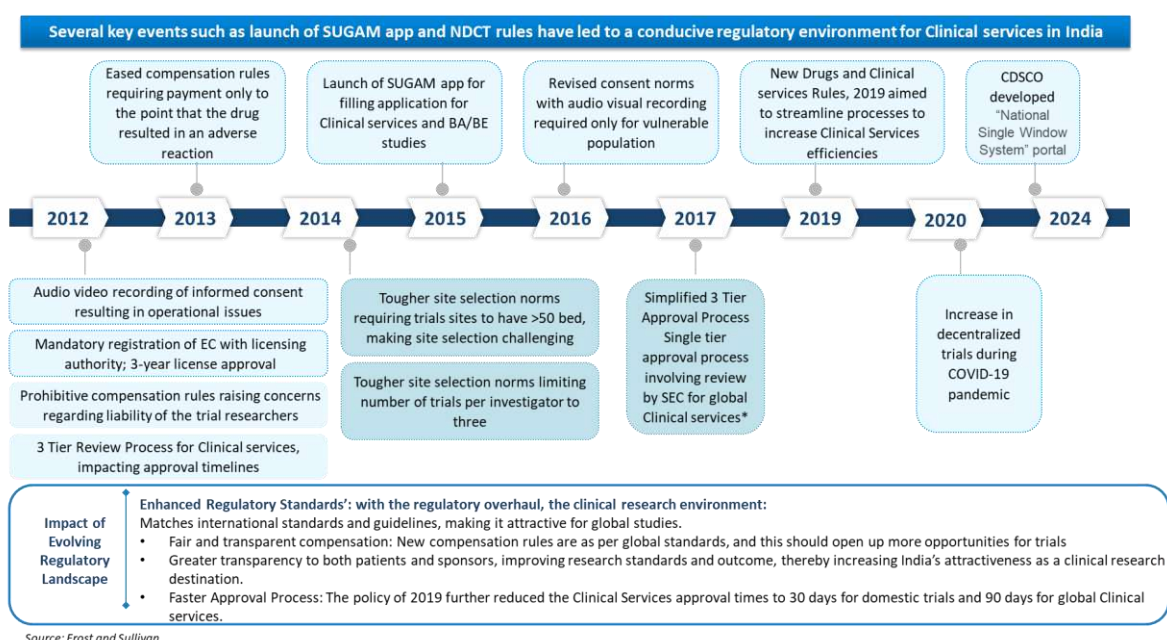 Several key events such as launch of SUGAM app and NDCT rules have led to a conducive regulatory environment for Clinical services in India
Eased compensation rules
requiring payment only to
the point that the drug
resulted in an adverse
reaction
Launch of SUGAM app for
filling application for
Clinical services and BA/BE
studies
Revised consent norms
with audio visual recording
required only for vulnerable
population
New Drugs and Clinical
services Rules, 2019 aimed
to streamline processes to
increase Clinical Services
efficiencies
CDSCO
developed
"National
Single Window
System" portal
2012
2013
2014
2015
2016
2017
2019
2020
2024
Audio video recording of informed consent
resulting in operational issues
Mandatory registration of EC with licensing
authority; 3-year license approval
Prohibitive compensation rules raising concerns
regarding liability of the trial researchers
3 Tier Review Process for Clinical services,
impacting approval timelines
Tougher site selection norms
requiring trials sites to have >50 bed,
making site selection challenging
Tougher site selection norms limiting
number of trials per investigator to
three
Simplified 3 Tier
Approval Process
Single tier
approval process
involving review
by SEC for global
Clinical services*
Increase in
decentralized
trials during
COVID-19
pandemic
Impact of
Evolving
Regulatory
Landscape
Enhanced Regulatory Standards': with the regulatory overhaul, the clinical research environment:
Matches international standards and guidelines, making it attractive for global studies.
• Fair and transparent compensation: New compensation rules are as per global standards, and this should open up more opportunities for trials
• Greater transparency to both patients and sponsors, improving research standards and outcome, thereby increasing India's attractiveness as a clinical research
destination.
• Faster Approval Process: The policy of 2019 further reduced the Clinical Services approval times to 30 days for domestic trials and 90 days for global Clinical
services.
Source: Frost and Sullivan